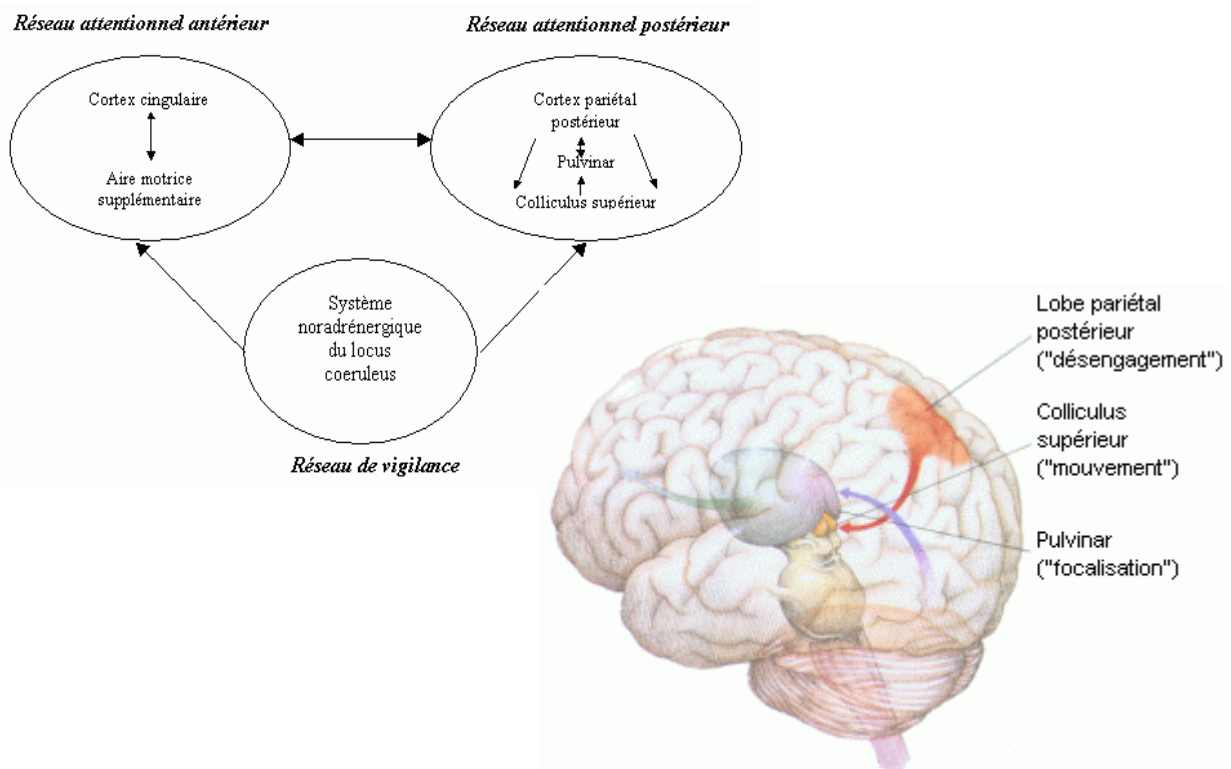 Réseau attentionnel antérieur
Réseau attentionnel postérieur
Cortex cingulaire
Aire motrice
supplémentaire
Cortex pariétal
postérieur
Pulvinar
Colliculus supérieur
Système
noradrénergique
du locus
coeruleus
Réseau de vigilance
Lobe pariétal
postérieur
("désengagement")
Colliculus
supérieur
("mouvement")
Pulvinar
("focalisation")